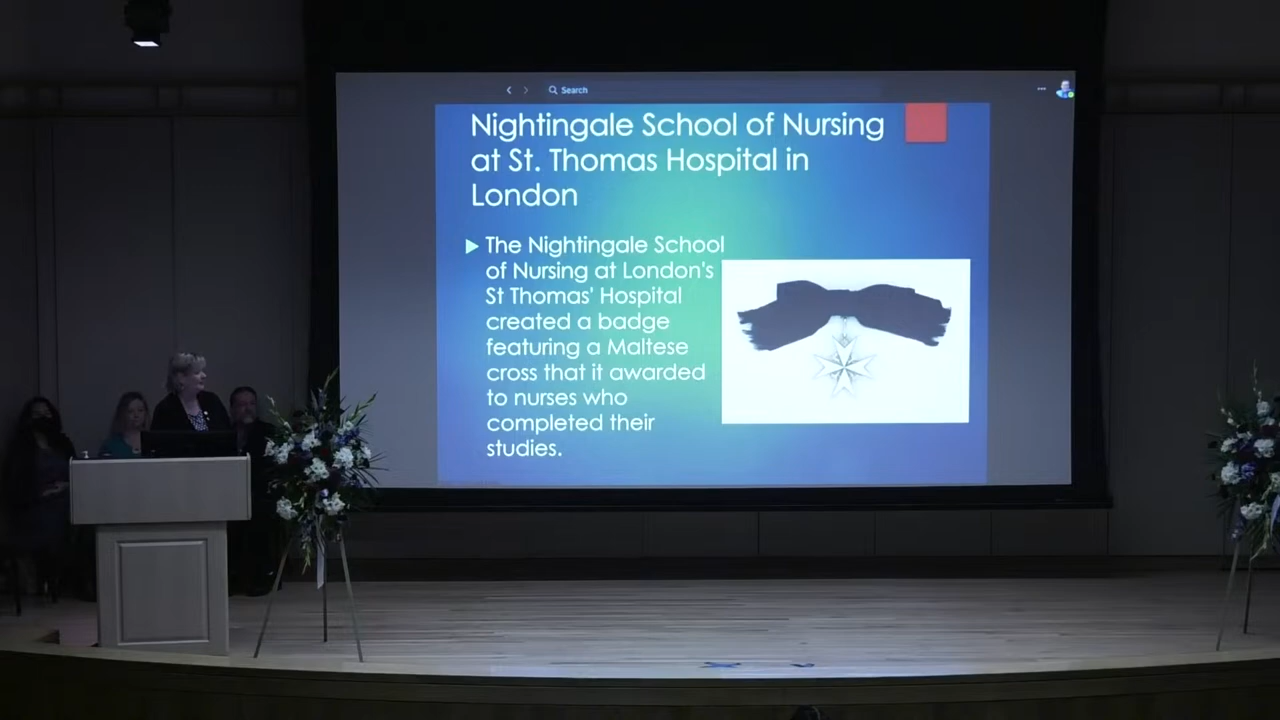 Search
Nightingale School of Nursing
at St. Thomas Hospital in
London
The Nightingale School
of Nursing at London's
St Thomas' Hospital
created a badge
featuring a Maltese
cross that it awarded
to nurses who
completed their
studies.